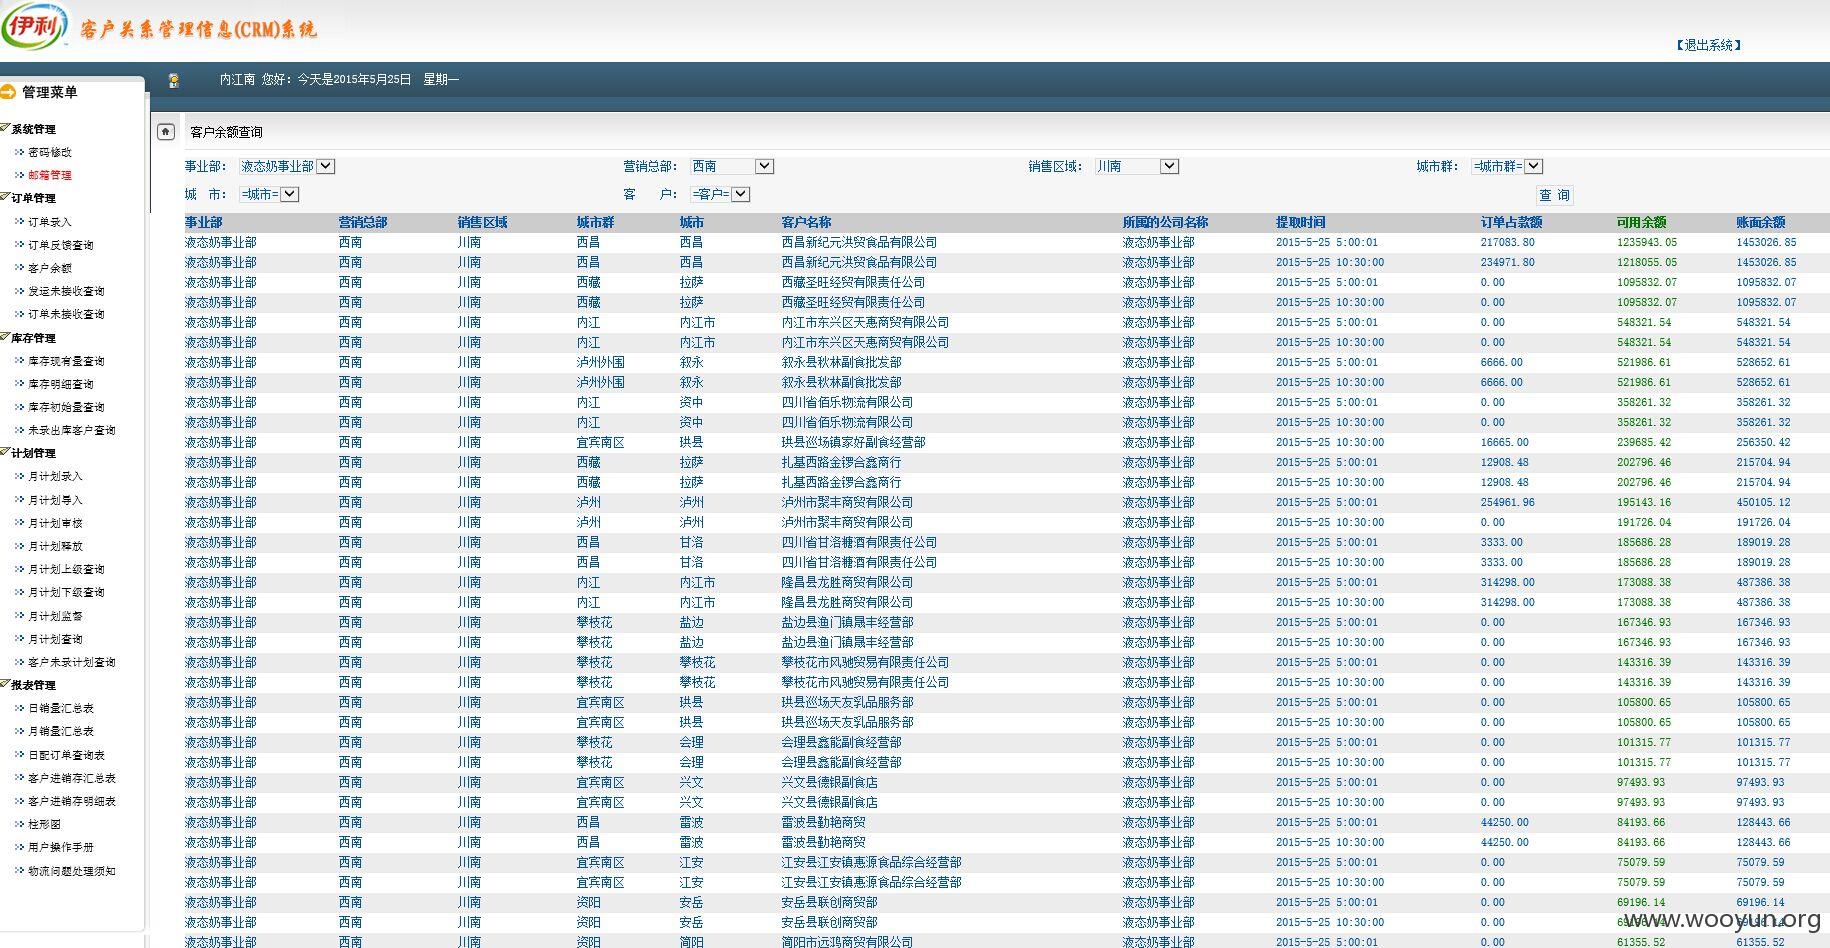 伊利 客户关系管理信息(CRM)系统
【退出系统】
内江南 您好：今天是2015年5月25日 星期一
管理菜单
系统管理
密码修改
邮箱管理
订单管理
订单录入
订单反馈查询
客户余额
发运未接收查询
订单未接收查询
库存管理
库存现有量查询
库存明细查询
库存初始量查询
未录出库客户查询
计划管理
月计划录入
月计划导入
月计划审核
月计划释放
月计划上级查询
月计划下级查询
月计划监督
月计划查询
客户未录计划查询
报表管理
日销量汇总表
月销量汇总表
日配订单查询表
客户进销存汇总表
客户进销存明细表
柱形图
用户操作手册
物流问题处理须知
客户余额查询
事业部： 液态奶事业部 营销总部： 西南 销售区域： 川南 城市群： =城市群=
城 市： =城市= 客 户： =客户= 查 询
事业部 营销总部 销售区域 城市群 城市 客户名称 所属的公司名称 提取时间 订单占款额 可用余额 账面余额
液态奶事业部 西南 川南 西昌 西昌 西昌新纪元洪贸食品有限公司 液态奶事业部 2015-5-25 5:00:01 217083.80 1235943.05 1453026.85
液态奶事业部 西南 川南 西昌 西昌 西昌新纪元洪贸食品有限公司 液态奶事业部 2015-5-25 10:30:00 234971.80 1218055.05 1453026.85
液态奶事业部 西南 川南 西藏 拉萨 西藏圣旺经贸有限责任公司 液态奶事业部 2015-5-25 5:00:01 0.00 1095832.07 1095832.07
液态奶事业部 西南 川南 西藏 拉萨 西藏圣旺经贸有限责任公司 液态奶事业部 2015-5-25 10:30:00 0.00 1095832.07 1095832.07
液态奶事业部 西南 川南 内江 内江市 内江市东兴区天惠商贸有限公司 液态奶事业部 2015-5-25 5:00:01 0.00 548321.54 548321.54
液态奶事业部 西南 川南 内江 内江市 内江市东兴区天惠商贸有限公司 液态奶事业部 2015-5-25 10:30:00 0.00 548321.54 548321.54
液态奶事业部 西南 川南 泸州外围 叙永 叙永县秋林副食批发部 液态奶事业部 2015-5-25 5:00:01 6666.00 521986.61 528652.61
液态奶事业部 西南 川南 泸州外围 叙永 叙永县秋林副食批发部 液态奶事业部 2015-5-25 10:30:00 6666.00 521986.61 528652.61
液态奶事业部 西南 川南 内江 资中 四川省佰乐物流有限公司 液态奶事业部 2015-5-25 5:00:01 0.00 358261.32 358261.32
液态奶事业部 西南 川南 内江 资中 四川省佰乐物流有限公司 液态奶事业部 2015-5-25 10:30:00 0.00 358261.32 358261.32
液态奶事业部 西南 川南 宜宾南区 珙县 珙县巡场镇家好副食经营部 液态奶事业部 2015-5-25 10:30:00 16665.00 239685.42 256350.42
液态奶事业部 西南 川南 西藏 拉萨 扎基西路金锣合鑫商行 液态奶事业部 2015-5-25 5:00:01 12908.48 202796.46 215704.94
液态奶事业部 西南 川南 西藏 拉萨 扎基西路金锣合鑫商行 液态奶事业部 2015-5-25 10:30:00 12908.48 202796.46 215704.94
液态奶事业部 西南 川南 泸州 泸州 泸州市聚丰商贸有限公司 液态奶事业部 2015-5-25 5:00:01 254961.96 195143.16 450105.12
液态奶事业部 西南 川南 泸州 泸州 泸州市聚丰商贸有限公司 液态奶事业部 2015-5-25 10:30:00 0.00 191726.04 191726.04
液态奶事业部 西南 川南 西昌 甘洛 四川省甘洛糖酒有限责任公司 液态奶事业部 2015-5-25 5:00:01 3333.00 185686.28 189019.28
液态奶事业部 西南 川南 西昌 甘洛 四川省甘洛糖酒有限责任公司 液态奶事业部 2015-5-25 10:30:00 3333.00 185686.28 189019.28
液态奶事业部 西南 川南 内江 内江市 隆昌县龙胜商贸有限公司 液态奶事业部 2015-5-25 5:00:01 314298.00 173088.38 487386.38
液态奶事业部 西南 川南 内江 内江市 隆昌县龙胜商贸有限公司 液态奶事业部 2015-5-25 10:30:00 314298.00 173088.38 487386.38
液态奶事业部 西南 川南 攀枝花 盐边 盐边县渔门镇晟丰经营部 液态奶事业部 2015-5-25 5:00:01 0.00 167346.93 167346.93
液态奶事业部 西南 川南 攀枝花 盐边 盐边县渔门镇晟丰经营部 液态奶事业部 2015-5-25 10:30:00 0.00 167346.93 167346.93
液态奶事业部 西南 川南 攀枝花 攀枝花 攀枝花市风驰贸易有限责任公司 液态奶事业部 2015-5-25 5:00:01 0.00 143316.39 143316.39
液态奶事业部 西南 川南 攀枝花 攀枝花 攀枝花市风驰贸易有限责任公司 液态奶事业部 2015-5-25 10:30:00 0.00 143316.39 143316.39
液态奶事业部 西南 川南 宜宾南区 珙县 珙县巡场天友乳品服务部 液态奶事业部 2015-5-25 5:00:01 0.00 105800.65 105800.65
液态奶事业部 西南 川南 宜宾南区 珙县 珙县巡场天友乳品服务部 液态奶事业部 2015-5-25 10:30:00 0.00 105800.65 105800.65
液态奶事业部 西南 川南 攀枝花 会理 会理县鑫能副食经营部 液态奶事业部 2015-5-25 5:00:01 0.00 101315.77 101315.77
液态奶事业部 西南 川南 攀枝花 会理 会理县鑫能副食经营部 液态奶事业部 2015-5-25 10:30:00 0.00 101315.77 101315.77
液态奶事业部 西南 川南 宜宾南区 兴文 兴文县德银副食店 液态奶事业部 2015-5-25 5:00:01 0.00 97493.93 97493.93
液态奶事业部 西南 川南 宜宾南区 兴文 兴文县德银副食店 液态奶事业部 2015-5-25 10:30:00 0.00 97493.93 97493.93
液态奶事业部 西南 川南 西昌 雷波 雷波县勤艳商贸 液态奶事业部 2015-5-25 5:00:01 44250.00 84193.66 128443.66
液态奶事业部 西南 川南 西昌 雷波 雷波县勤艳商贸 液态奶事业部 2015-5-25 10:30:00 44250.00 84193.66 128443.66
液态奶事业部 西南 川南 宜宾南区 江安 江安县江安镇惠源食品综合经营部 液态奶事业部 2015-5-25 5:00:01 0.00 75079.59 75079.59
液态奶事业部 西南 川南 宜宾南区 江安 江安县江安镇惠源食品综合经营部 液态奶事业部 2015-5-25 10:30:00 0.00 75079.59 75079.59
液态奶事业部 西南 川南 资阳 安岳 安岳县联创商贸部 液态奶事业部 2015-5-25 5:00:01 0.00 69196.14 69196.14
液态奶事业部 西南 川南 资阳 安岳 安岳县联创商贸部 液态奶事业部 2015-5-25 10:30:00 0.00 69196.14 69196.14
液态奶事业部 西南 川南 资阳 简阳 简阳市远鸿商贸有限公司 液态奶事业部 2015-5-25 5:00:01 0.00 61355.52 61355.52
www.wooyun.org